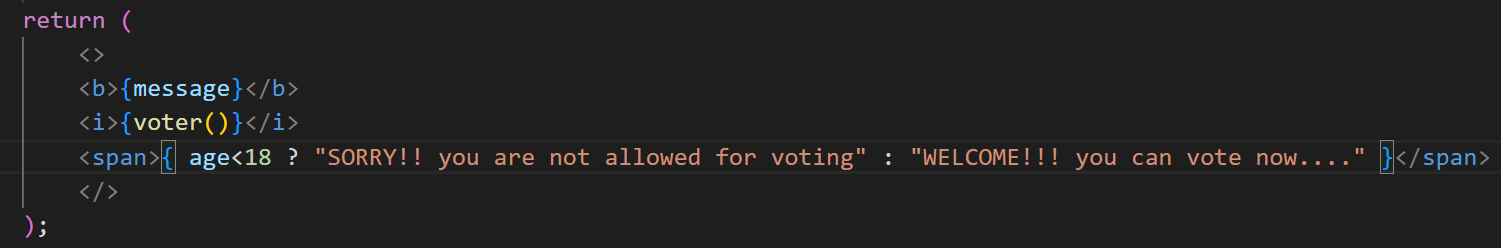 return (
<>
<b>{message}</b>
<i>{voter()}</i>
<span>{ age<18 ? "SORRY!! you are not allowed for voting" : "WELCOME!!! you can vote now...." }</span>
</>
);